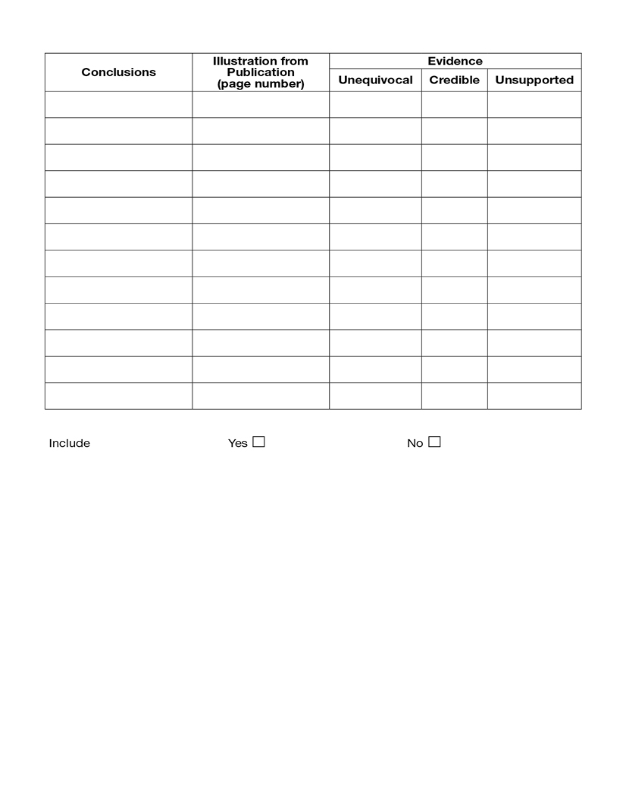 Conclusions
Illustration from
Publication
(page number)
Evidence
Unequivocal Credible Unsupported
Include Yes No